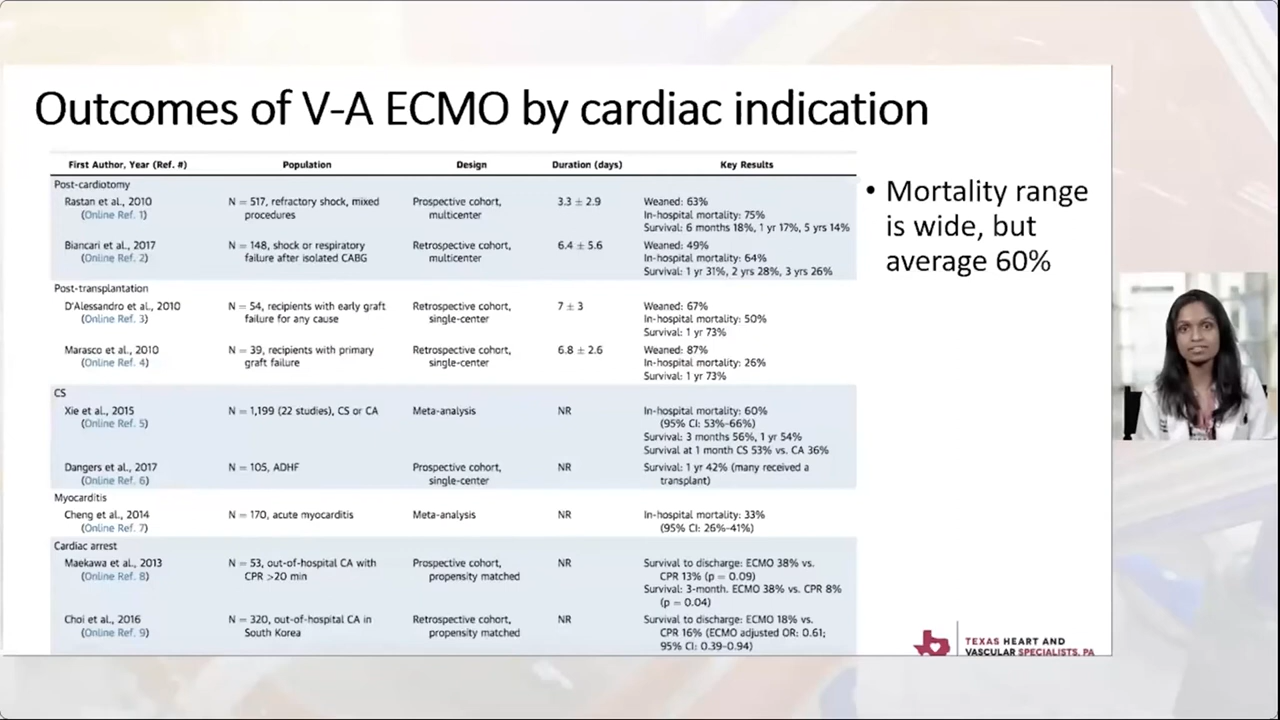 Outcomes of V-A ECMO by cardiac indication
First Author, Year (Ref. #) Population Design Duration (days) Key Results
Post-cardiotomy
Rastan et al., 2010 N = 517, refractory shock, mixed Prospective cohort, 3.3 ± 2.9 Weaned: 63%
(Online Ref. 1) procedures multicenter In-hospital mortality: 75%
Survival: 6 months 18%, 1 yr 17%, 5 yrs 14%
Biancari et al., 2017 N = 148, shock or respiratory Retrospective cohort, 6.4 ± 5.6 Weaned: 49%
(Online Ref. 2) failure after isolated CABG multicenter In-hospital mortality: 64%
Survival: 1 yr 31%, 2 yrs 28%, 3 yrs 26%
Post-transplantation
D'Alessandro et al., 2010 N = 54, recipients with early graft Retrospective cohort, 7 ± 3 Weaned: 67%
(Online Ref. 3) failure for any cause single-center In-hospital mortality: 50%
Survival: 1 yr 73%
Marasco et al., 2010 N = 39, recipients with primary Retrospective cohort, 6.8 ± 2.6 Weaned: 87%
(Online Ref. 4) graft failure single-center In-hospital mortality: 26%
Survival: 1 yr 73%
CS
Xie et al., 2015 N = 1,199 (22 studies), CS or CA Meta-analysis NR In-hospital mortality: 60%
(Online Ref. 5) (95% CI: 53%-66%)
Survival: 3 months 56%, 1 yr 54%
Survival at 1 month CS 53% vs. CA 36%
Dangers et al., 2017 N = 105, ADHF Prospective cohort, NR Survival: 1 yr 42% (many received a
(Online Ref. 6) single-center transplant)
Myocarditis
Cheng et al., 2014 N = 170, acute myocarditis Meta-analysis NR In-hospital mortality: 33%
(Online Ref. 7) (95% CI: 26%-41%)
Cardiac arrest
Maekawa et al., 2013 N = 53, out-of-hospital CA with Prospective cohort, NR Survival to discharge: ECMO 38% vs.
(Online Ref. 8) CPR >20 min propensity matched CPR 13% (p = 0.09)
Survival: 3-month. ECMO 38% vs. CPR 8%
(p = 0.04)
Choi et al., 2016 N = 320, out-of-hospital CA in Retrospective cohort, NR Survival to discharge: ECMO 18% vs.
(Online Ref. 9) South Korea propensity matched CPR 16% (ECMO adjusted OR: 0.61;
95% CI: 0.39-0.94)
• Mortality range
is wide, but
average 60%
TEXAS HEART AND
VASCULAR SPECIALISTS, PA